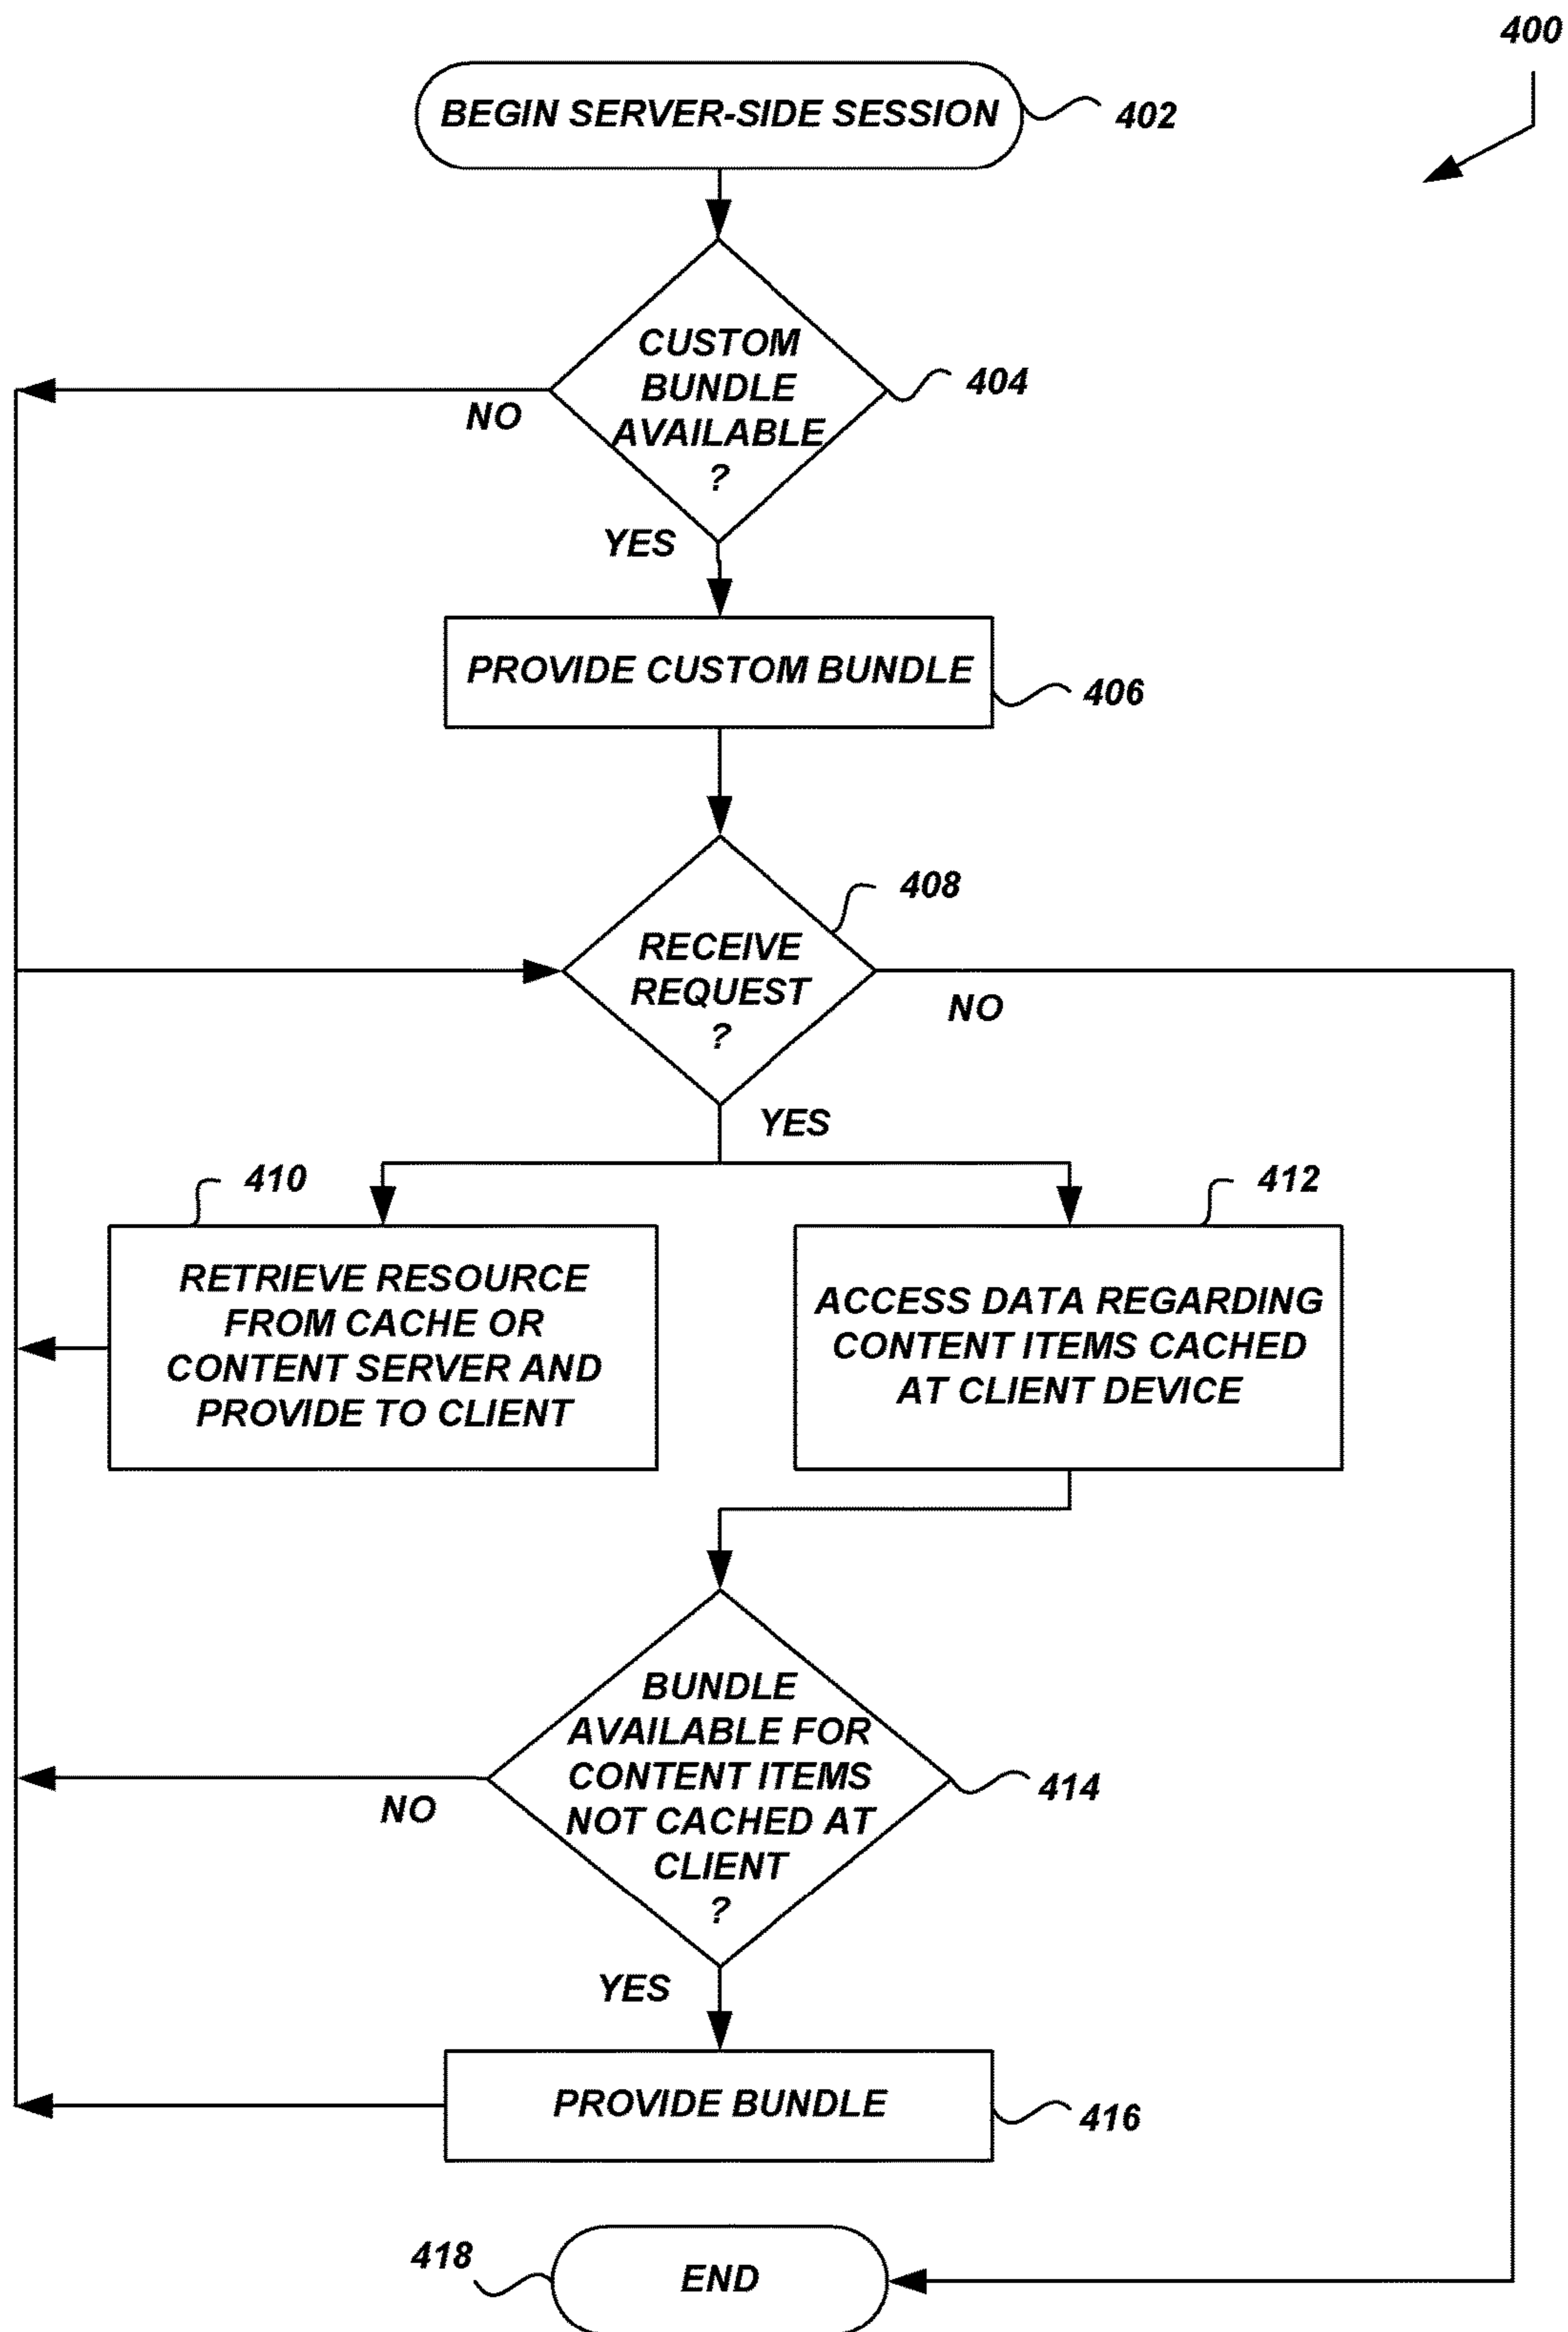 400
BEGIN SERVER-SIDE SESSION
402
CUSTOM
BUNDLE
AVAILABLE
?
404
NO
YES
PROVIDE CUSTOM BUNDLE
406
408
RECEIVE
REQUEST
?
NO
YES
410
412
RETRIEVE RESOURCE
FROM CACHE OR
CONTENT SERVER AND
PROVIDE TO CLIENT
ACCESS DATA REGARDING
CONTENT ITEMS CACHED
AT CLIENT DEVICE
BUNDLE
AVAILABLE FOR
CONTENT ITEMS
NOT CACHED AT
CLIENT
?
414
NO
YES
PROVIDE BUNDLE
416
418
END